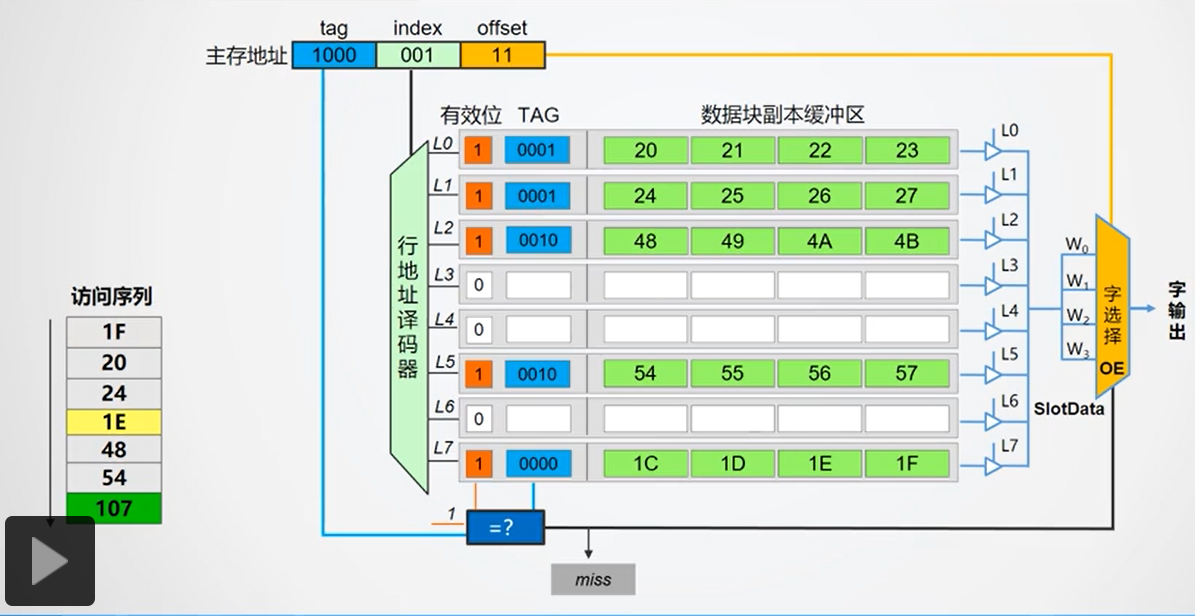 tag index offset
主存地址 1000 001 11
有效位 TAG 数据块副本缓冲区
L0 1 0001 20 21 22 23 L0
L1 1 0001 24 25 26 27 L1
L2 1 0010 48 49 4A 4B L2
L3 0 L3
L4 0 L4
L5 1 0010 54 55 56 57 L5
L6 0 L6
L7 1 0000 1C 1D 1E 1F L7
行地址译码器
W0
W1
W2
W3
字选择
OE
字输出
SlotData
访问序列
1F
20
24
1E
48
54
107
1
=?
miss